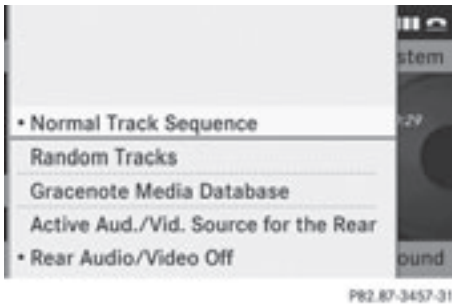 stem
• Normal Track Sequence
:29
Random Tracks
Gracenote Media Database
Active Aud./Vid. Source for the Rear
• Rear Audio/Video Off
ound
P82.87-3457-31